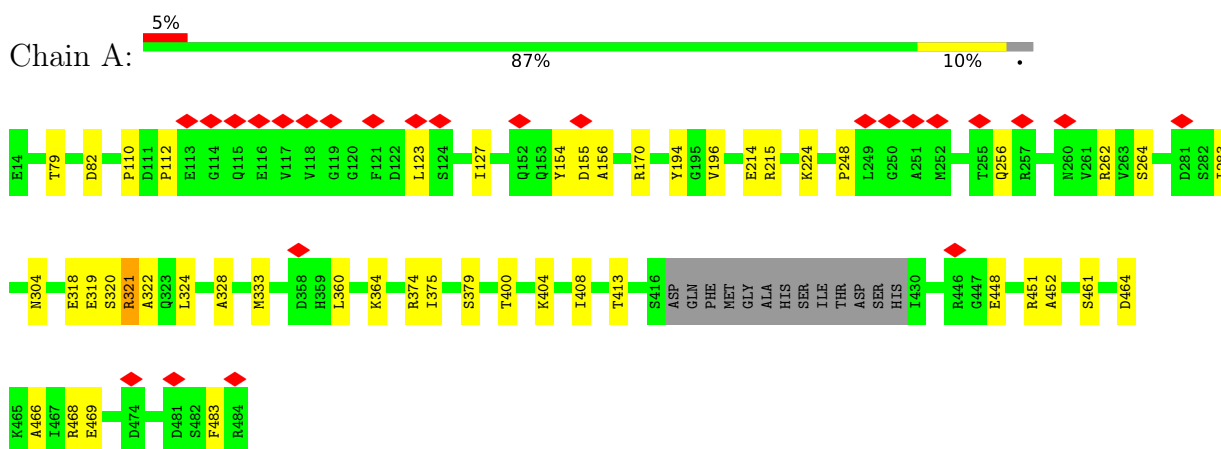 5%
Chain A:
87% 10% •
E14 T79 D82 P110 D111 P112 E113 G114 Q115 E116 V117 V118 G119 G120 F121 D122 L123 S124 I127 Q152 Q153 Y154 D155 A156 R170 Y194 G195 V196 E214 R215 K224 P248 L249 G250 A251 M252 T255 Q256 R257 N260 V261 R262 V263 S264 D281 S282
N304 E318 E319 S320 R321 A322 Q323 L324 A328 M333 D358 H359 L360 K364 R374 I375 S379 T400 K404 I408 T413 S416 ASP GLN PHE MET GLY ALA HIS SER ILE THR ASP SER HIS I430 R446 G447 E448 R451 A452 S461 D464
K465 A466 I467 R468 E469 D474 D481 S482 F483 R484